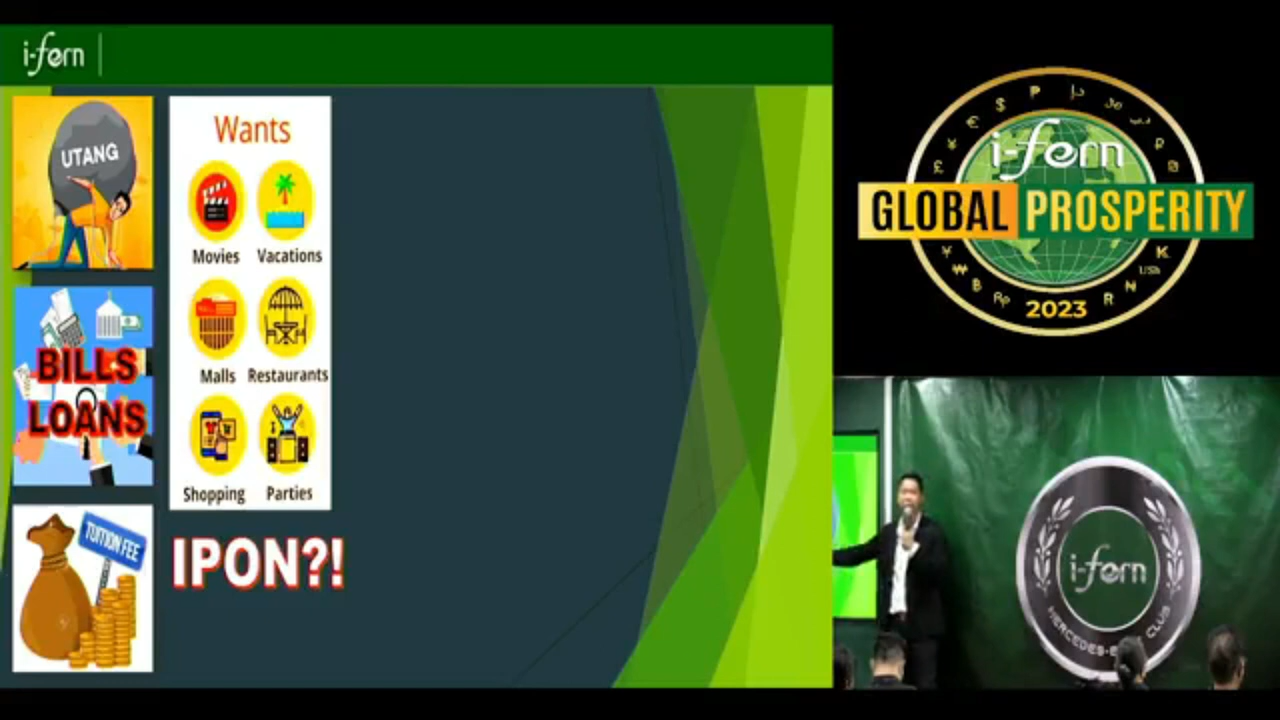 i-fern
UTANG
BILLS
LOANS
TUITION FEE
Wants
Movies
Vacations
Malls
Restaurants
Shopping
Parties
IPON?!
i-fern
GLOBAL PROSPERITY
2023
i-fern
CLUB